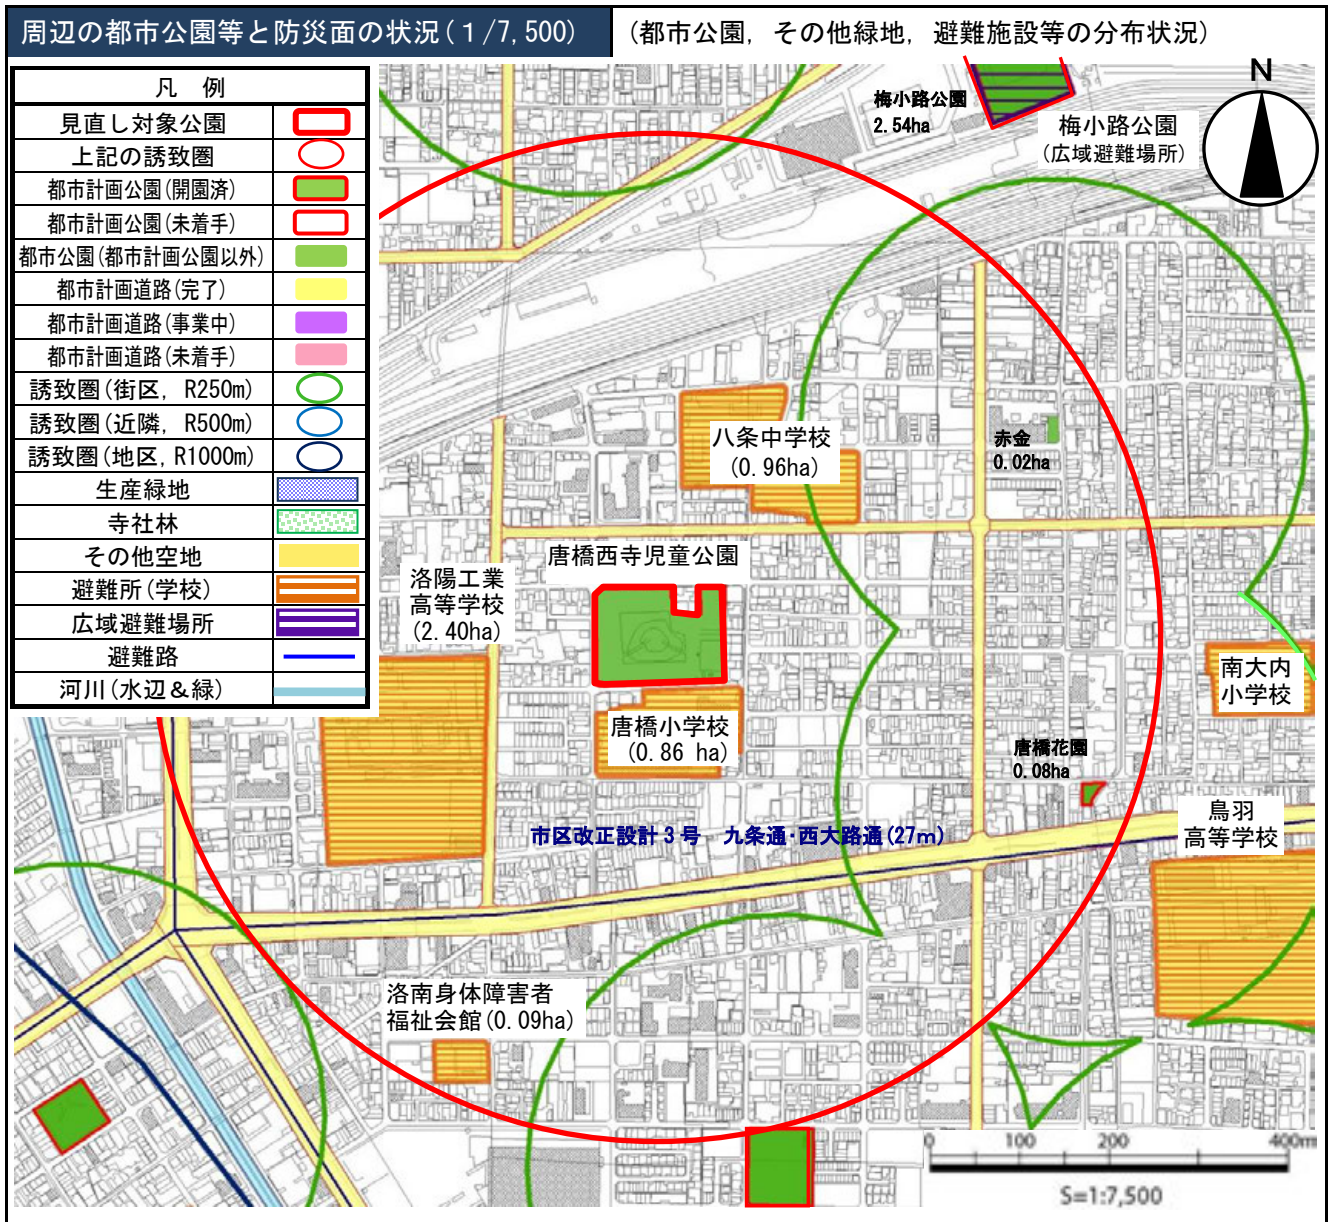 周辺の都市公園等と防災面の状況(1/7,500)
(都市公園, その他緑地, 避難施設等の分布状況)
凡 例
見直し対象公園
上記の誘致圏
都市計画公園(開園済)
都市計画公園(未着手)
都市公園(都市計画公園以外)
都市計画道路(完了)
都市計画道路(事業中)
都市計画道路(未着手)
誘致圏(街区, R250m)
誘致圏(近隣, R500m)
誘致圏(地区, R1000m)
生産緑地
寺社林
その他空地
避難所(学校)
広域避難場所
避難路
河川(水辺&緑)
N
梅小路公園
2.54ha
梅小路公園
(広域避難場所)
八条中学校
(0.96ha)
赤金
0.02ha
唐橋西寺児童公園
洛陽工業
高等学校
(2.40ha)
南大内
小学校
唐橋小学校
(0.86 ha)
唐橋花園
0.08ha
鳥羽
高等学校
市区改正設計3号 九条通・西大路通(27m)
洛南身体障害者
福祉会館(0.09ha)
0 100 200 400m
S=1:7,500